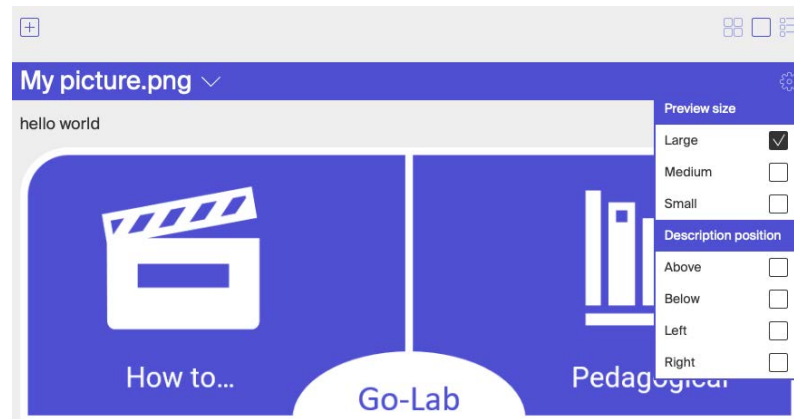 My picture.png
hello world
Preview size
Large
Medium
Small
Description position
Above
Below
Left
Right
How to...
Go-Lab
Pedagogical